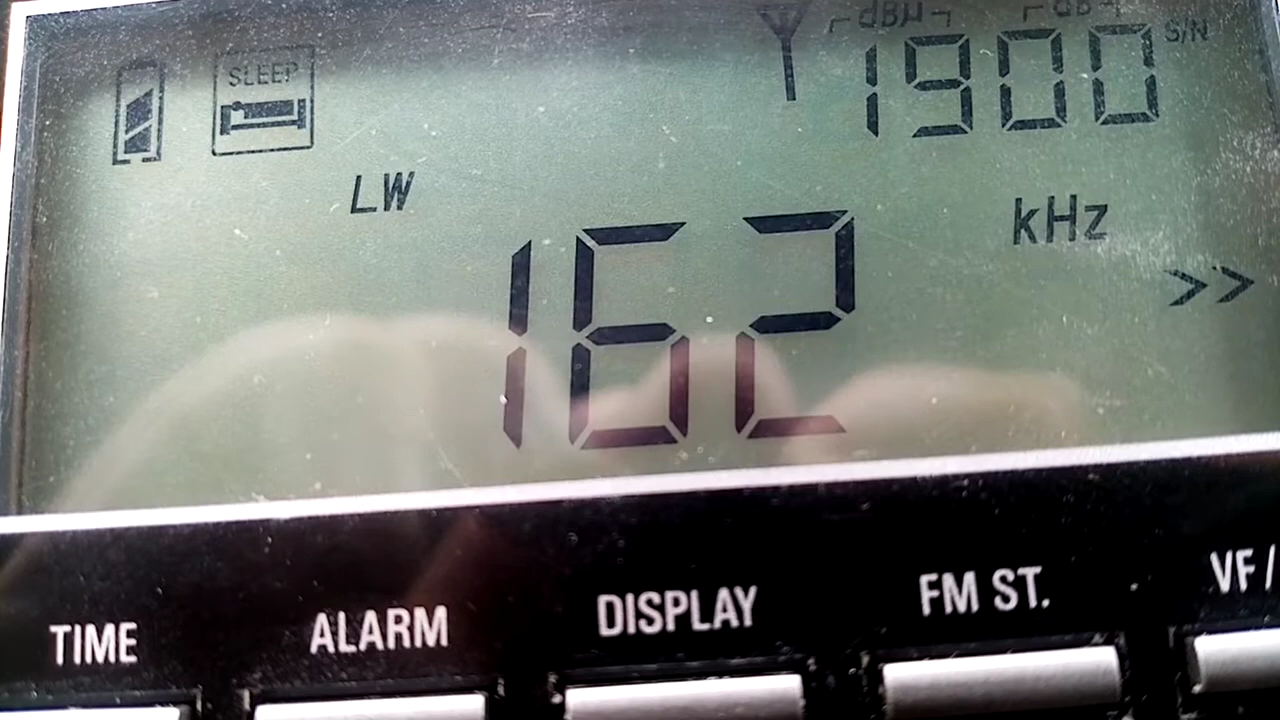 dBµ dB
SLEEP 1900 S/N
LW kHz
162 >>
TIME ALARM DISPLAY FM ST. VF /